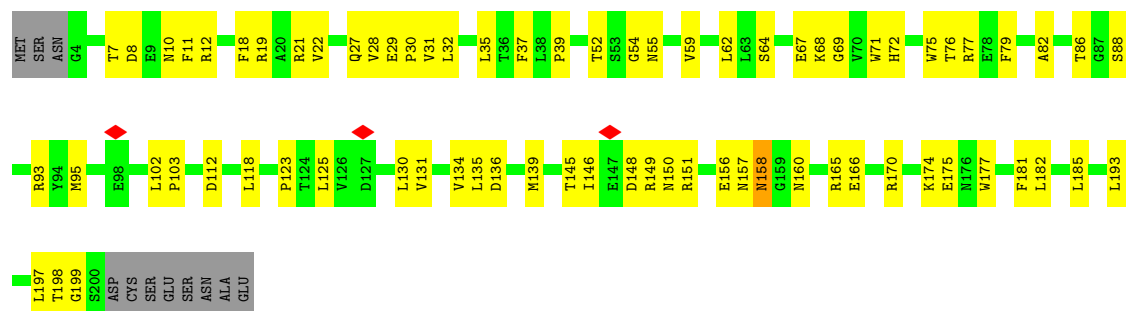 MET SER ASN G4 T7 D8 E9 N10 F11 R12 F18 R19 A20 R21 V22 Q27 V28 E29 P30 V31 L32 L35 T36 F37 L38 P39 T52 S53 G54 N55 V59 L62 L63 S64 E67 K68 G69 V70 W71 H72 W75 T76 R77 E78 F79 A82 T86 G87 S88
R93 Y94 M95 E98 L102 P103 D112 L118 P123 T124 L125 V126 D127 L130 V131 V134 L135 D136 M139 T145 I146 E147 D148 R149 N150 R151 E156 N157 N158 G159 N160 R165 E166 R170 K174 E175 N176 W177 F181 L182 L185 L193
L197 T198 G199 S200 ASP CYS SER GLU SER ASN ALA GLU